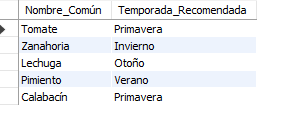 Nombre_Común Temporada_Recomendada
Tomate Primavera
Zanahoria Invierno
Lechuga Otoño
Pimiento Verano
Calabacín Primavera